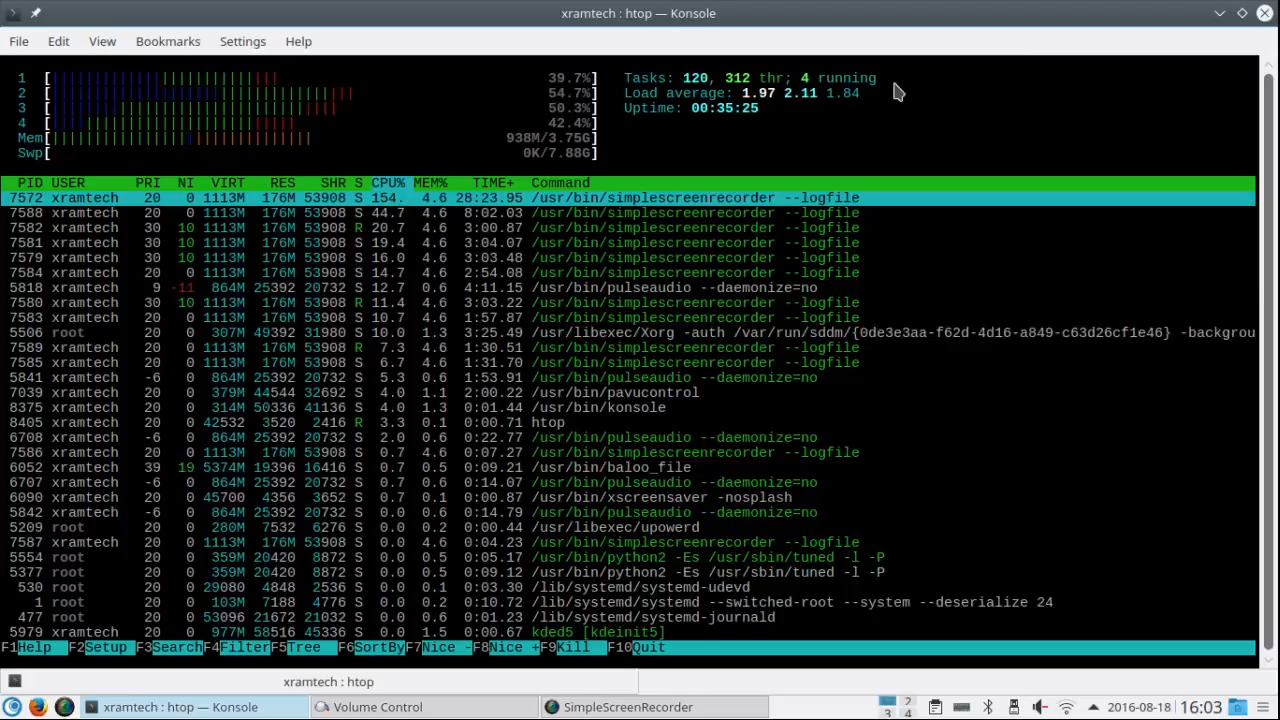 xramtech : htop — Konsole
File Edit View Bookmarks Settings Help
1 [ 39.7%] Tasks: 120, 312 thr; 4 running
2 [ 54.7%] Load average: 1.97 2.11 1.84
3 [ 50.3%] Uptime: 00:35:25
4 [ 42.4%]
Mem[ 938M/3.75G]
Swp[ 0K/7.88G]
PID USER PRI NI VIRT RES SHR S CPU% MEM% TIME+ Command
7572 xramtech 20 0 1113M 176M 53908 S 154. 4.6 28:23.95 /usr/bin/simplescreenrecorder --logfile
7588 xramtech 20 0 1113M 176M 53908 S 44.7 4.6 8:02.03 /usr/bin/simplescreenrecorder --logfile
7582 xramtech 30 10 1113M 176M 53908 R 20.7 4.6 3:00.87 /usr/bin/simplescreenrecorder --logfile
7581 xramtech 30 10 1113M 176M 53908 S 19.4 4.6 3:04.07 /usr/bin/simplescreenrecorder --logfile
7579 xramtech 30 10 1113M 176M 53908 S 16.0 4.6 3:03.48 /usr/bin/simplescreenrecorder --logfile
7584 xramtech 20 0 1113M 176M 53908 S 14.7 4.6 2:54.08 /usr/bin/simplescreenrecorder --logfile
5818 xramtech 9 -11 864M 25392 20732 S 12.7 0.6 4:11.15 /usr/bin/pulseaudio --daemonize=no
7580 xramtech 30 10 1113M 176M 53908 R 11.4 4.6 3:03.22 /usr/bin/simplescreenrecorder --logfile
7583 xramtech 20 0 1113M 176M 53908 S 10.7 4.6 1:57.87 /usr/bin/simplescreenrecorder --logfile
5506 root 20 0 307M 49392 31980 S 10.0 1.3 3:25.49 /usr/libexec/Xorg -auth /var/run/sddm/{0de3e3aa-f62d-4d16-a849-c63d26cf1e46} -backgrou
7589 xramtech 20 0 1113M 176M 53908 R 7.3 4.6 1:30.51 /usr/bin/simplescreenrecorder --logfile
7585 xramtech 20 0 1113M 176M 53908 S 6.7 4.6 1:31.70 /usr/bin/simplescreenrecorder --logfile
5841 xramtech -6 0 864M 25392 20732 S 5.3 0.6 1:53.91 /usr/bin/pulseaudio --daemonize=no
7039 xramtech 20 0 379M 44544 32692 S 4.0 1.1 2:00.22 /usr/bin/pavucontrol
8375 xramtech 20 0 314M 50336 41136 S 4.0 1.3 0:01.44 /usr/bin/konsole
8405 xramtech 20 0 42532 3520 2416 R 3.3 0.1 0:00.71 htop
6708 xramtech -6 0 864M 25392 20732 S 2.0 0.6 0:22.77 /usr/bin/pulseaudio --daemonize=no
7586 xramtech 20 0 1113M 176M 53908 S 0.7 4.6 0:07.27 /usr/bin/simplescreenrecorder --logfile
6052 xramtech 39 19 5374M 19396 16416 S 0.7 0.5 0:09.21 /usr/bin/baloo_file
6707 xramtech -6 0 864M 25392 20732 S 0.7 0.6 0:14.07 /usr/bin/pulseaudio --daemonize=no
6090 xramtech 20 0 45700 4356 3652 S 0.7 0.1 0:00.87 /usr/bin/xscreensaver -nosplash
5842 xramtech -6 0 864M 25392 20732 S 0.0 0.6 0:14.79 /usr/bin/pulseaudio --daemonize=no
5209 root 20 0 280M 7532 6276 S 0.0 0.2 0:00.44 /usr/libexec/upowerd
7587 xramtech 20 0 1113M 176M 53908 S 0.0 4.6 0:04.23 /usr/bin/simplescreenrecorder --logfile
5554 root 20 0 359M 20420 8872 S 0.0 0.5 0:05.17 /usr/bin/python2 -Es /usr/sbin/tuned -l -P
5377 root 20 0 359M 20420 8872 S 0.0 0.5 0:09.12 /usr/bin/python2 -Es /usr/sbin/tuned -l -P
530 root 20 0 29080 4848 2536 S 0.0 0.1 0:03.30 /lib/systemd/systemd-udevd
1 root 20 0 103M 7188 4776 S 0.0 0.2 0:10.72 /lib/systemd/systemd --switched-root --system --deserialize 24
477 root 20 0 53096 21672 21032 S 0.0 0.6 0:01.23 /lib/systemd/systemd-journald
5979 xramtech 20 0 977M 58516 45336 S 0.0 1.5 0:00.67 kded5 [kdeinit5]
F1Help F2Setup F3SearchF4FilterF5Tree F6SortByF7Nice -F8Nice +F9Kill F10Quit
xramtech : htop
xramtech : htop — Konsole Volume Control SimpleScreenRecorder 2 3 4 2016-08-18 16:03